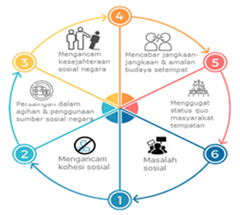 4
Mengancam
kesejahteraan
sosial negara
Mencabar jangkaan-
jangkaan & amalan
budaya setempat
3
5
Persaingan dalam
agihan & penggunaan
sumber sosial negara
Menggugat
status quo
masyarakat
tempatan
2
6
Mengancam
kohesi sosial
Masalah
sosial
1